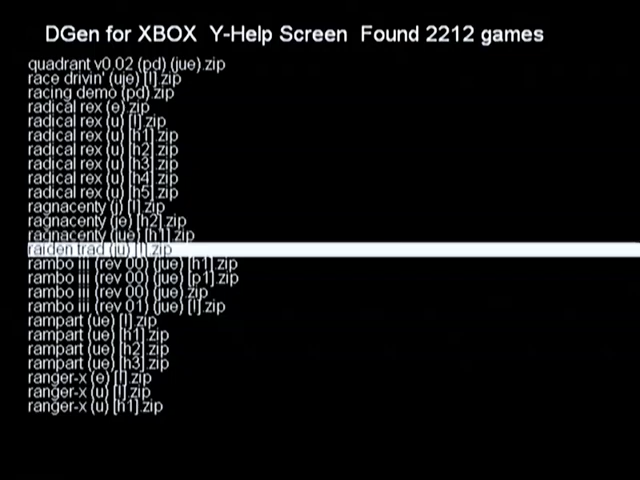 DGen for XBOX  Y-Help Screen  Found 2212 games
quadrant v0.02 (pd) (jue).zip
race drivin' (uje) [!].zip
racing demo (pd).zip
radical rex (e).zip
radical rex (u) [!].zip
radical rex (u) [h1].zip
radical rex (u) [h2].zip
radical rex (u) [h3].zip
radical rex (u) [h4].zip
radical rex (u) [h5].zip
ragnacenty (j) [!].zip
ragnacenty (je) [h2].zip
ragnacenty (jue) [h1].zip
raiden trad (ju) [!].zip
rambo iii (rev 00) (jue) [h1].zip
rambo iii (rev 00) (jue) [p1].zip
rambo iii (rev 00) (jue).zip
rambo iii (rev 01) (jue) [!].zip
rampart (ue) [!].zip
rampart (ue) [h1].zip
rampart (ue) [h2].zip
rampart (ue) [h3].zip
ranger-x (e) [!].zip
ranger-x (u) [!].zip
ranger-x (u) [h1].zip